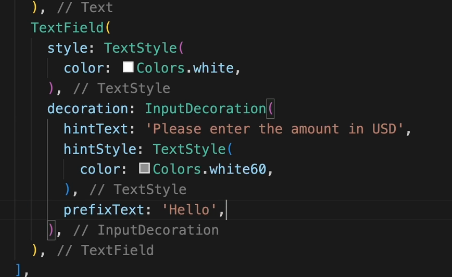 ), // Text
TextField(
style: TextStyle(
color: Colors.white,
), // TextStyle
decoration: InputDecoration(
hintText: 'Please enter the amount in USD',
hintStyle: TextStyle(
color: Colors.white60,
), // TextStyle
prefixText: 'Hello',
), // InputDecoration
), // TextField
],